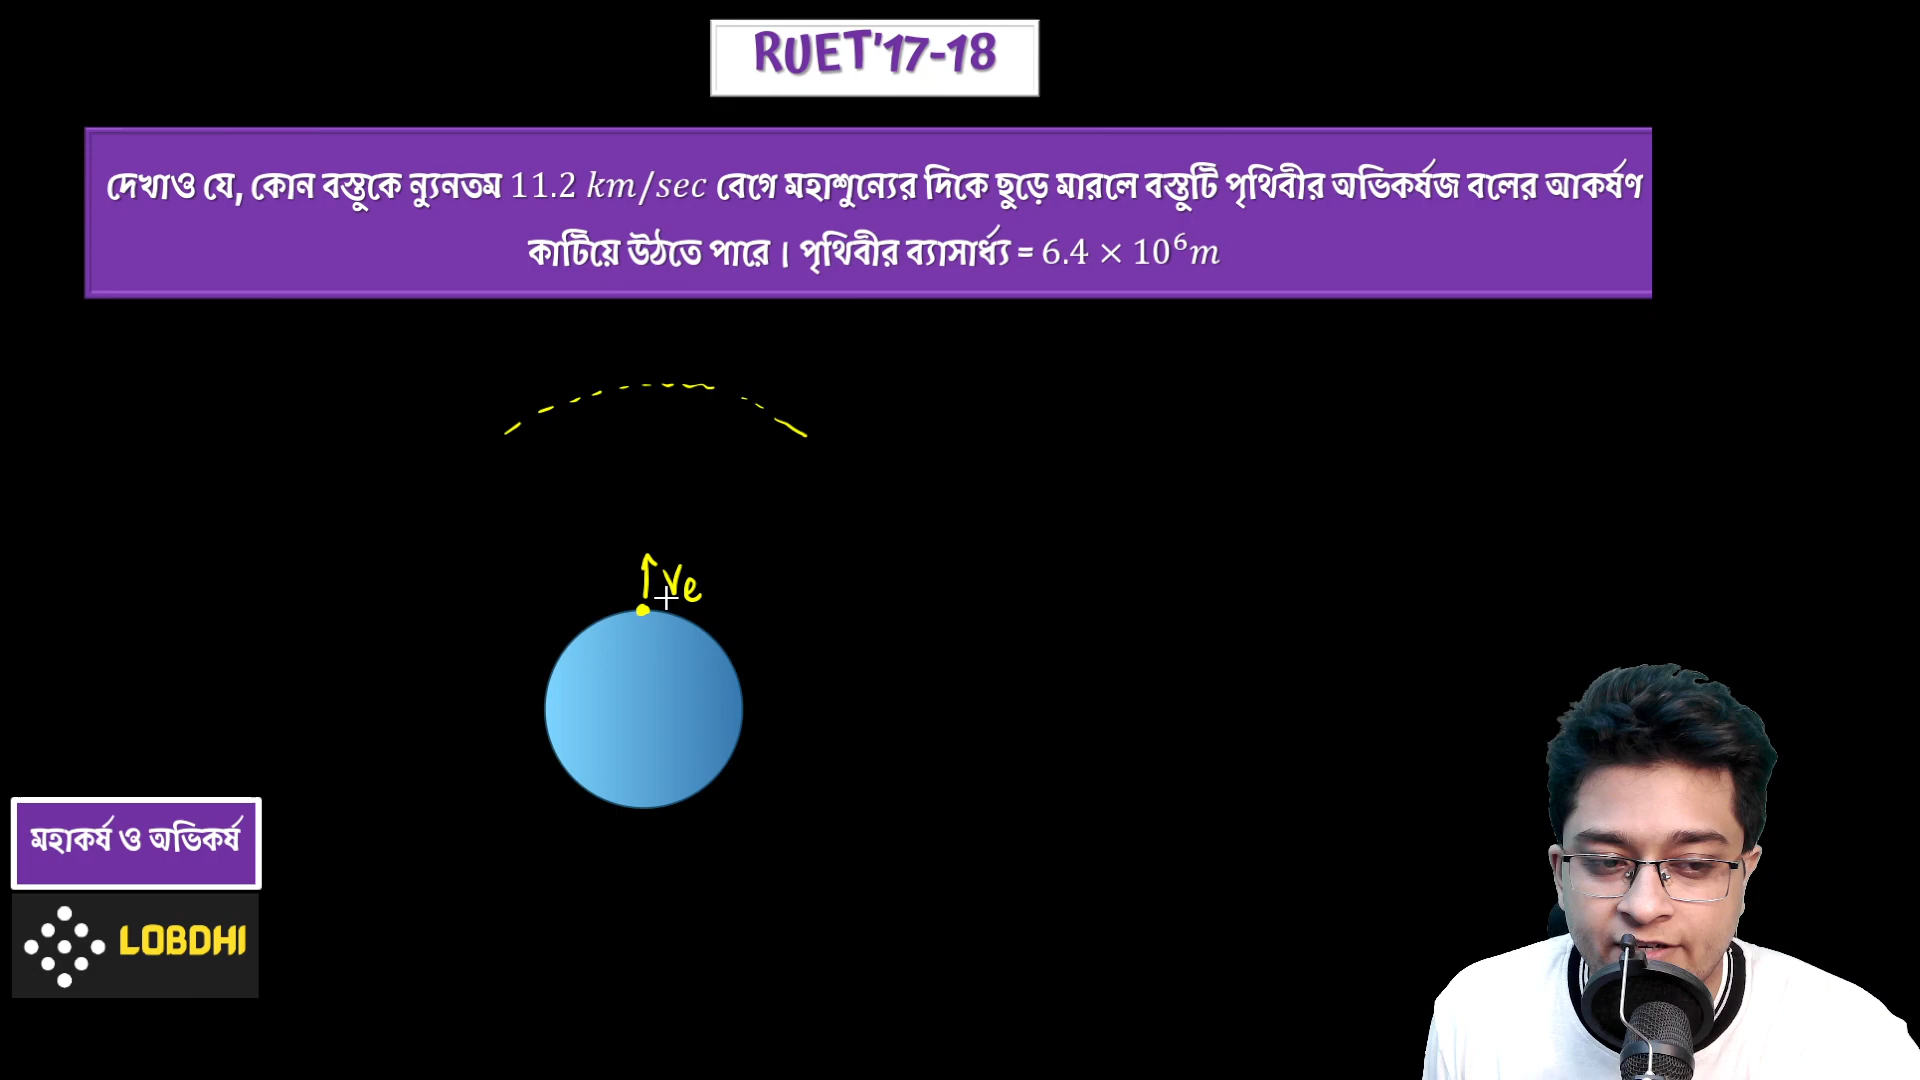 RUET'17-18
দেখাও যে, কোন বস্তুকে ন্যুনতম 11.2 km/sec বেগে মহাশুন্যের দিকে ছুড়ে মারলে বস্তুটি পৃথিবীর অভিকর্ষজ বলের আকর্ষণ
কাটিয়ে উঠতে পারে। পৃথিবীর ব্যাসার্ধ্য = 6.4 × 10⁶m
ve
মহাকর্ষ ও অভিকর্ষ
LOBDHI